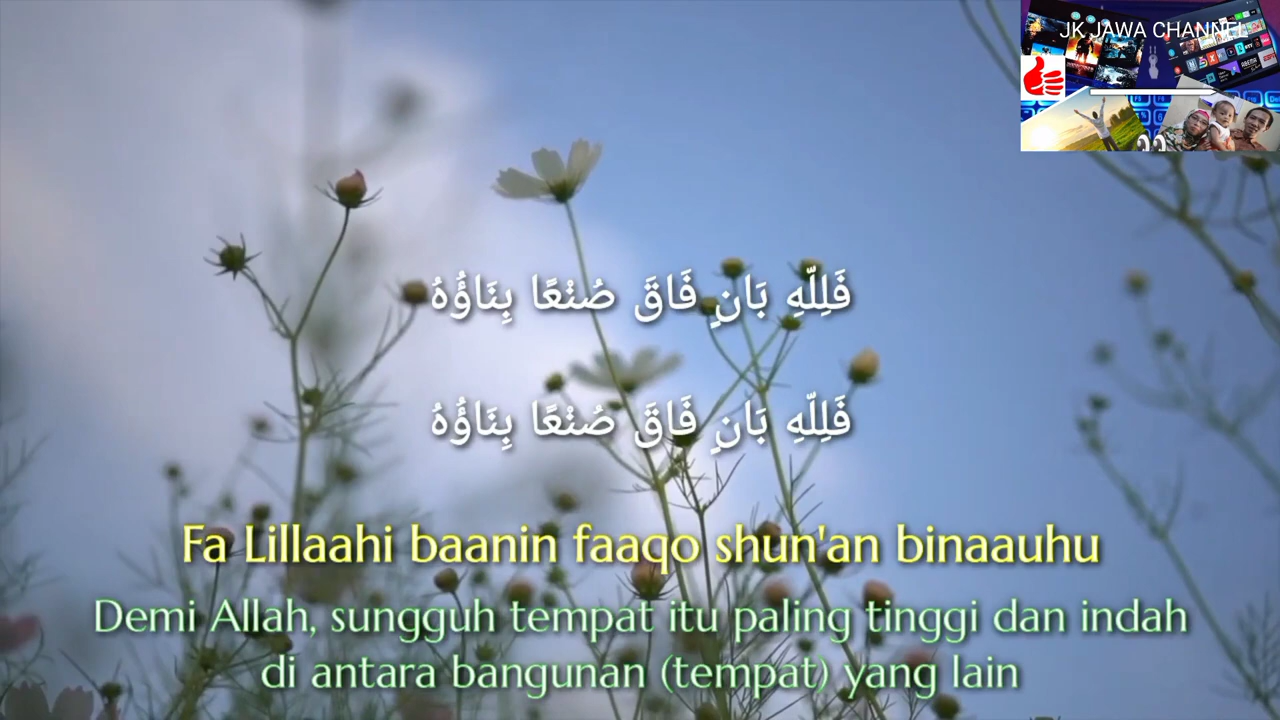 JK JAWA CHANNEL
فَلِلّٰهِ بَانٍ فَاقَ صُنْعًا بِنَاؤُهُ
فَلِلّٰهِ بَانٍ فَاقَ صُنْعًا بِنَاؤُهُ
Fa Lillaahi baanin faaqo shun'an binaauhu
Demi Allah, sungguh tempat itu paling tinggi dan indah
di antara bangunan (tempat) yang lain